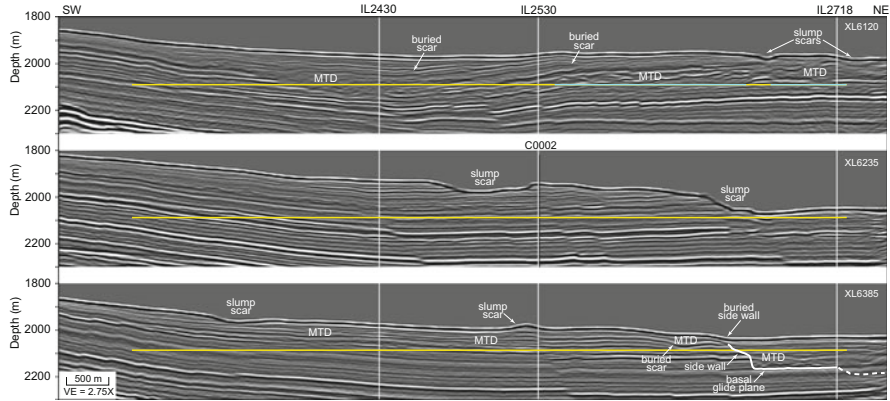 SW IL2430 IL2530 IL2718 NE
XL6120
buried
scar
buried
scar
slump
scars
MTD
MTD
MTD
1800
2000
2200
Depth (m)
C0002
XL6235
slump
scar
slump
scar
1800
2000
2200
Depth (m)
XL6385
slump
scar
slump
scar
buried
side wall
MTD
MTD
MTD
MTD
buried
scar
side wall
basal
glide plane
1800
2000
2200
Depth (m)
500 m
VE = 2.75X